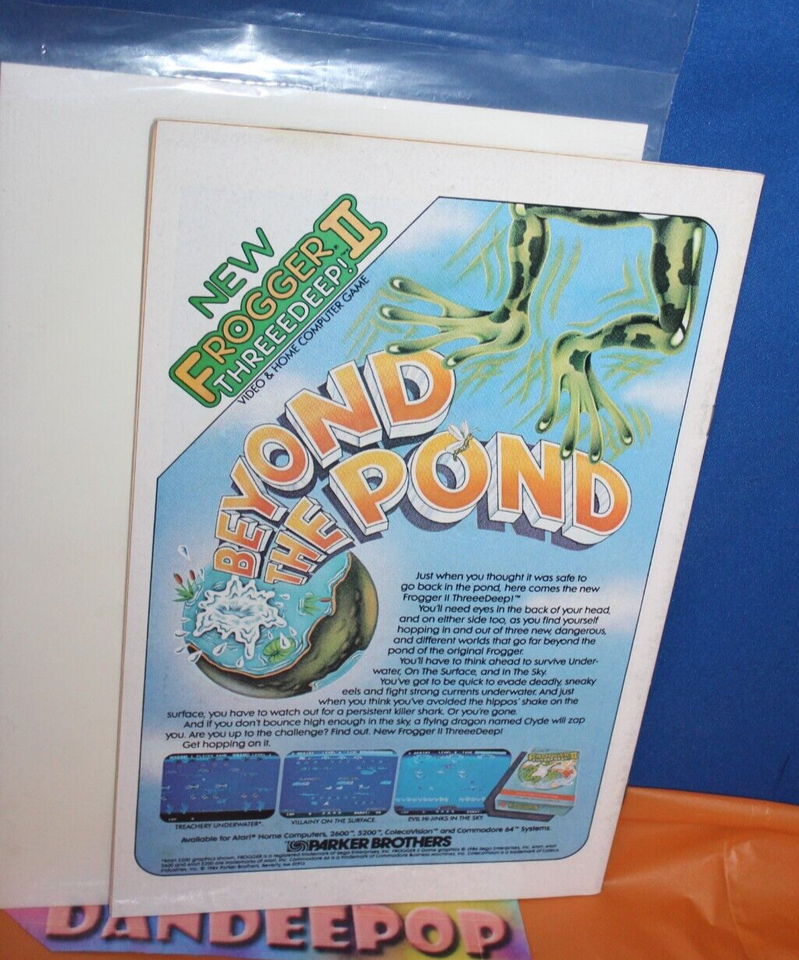 NEW
FROGGER II
THREEEDEEP!™
VIDEO & HOME COMPUTER GAME
BEYOND
THE POND
Just when you thought it was safe to
go back in the pond, here comes the new
Frogger II ThreeeDeep!™
You'll need eyes in the back of your head,
and on either side too, as you find yourself
hopping in and out of three new, dangerous,
and different worlds that go far beyond the
pond of the original Frogger.
You'll have to think ahead to survive Under-
water, On The Surface, and In The Sky.
You've got to be quick to evade deadly, sneaky
eels and fight strong currents underwater. And just
when you think you've avoided the hippos' shake on the
surface, you have to watch out for a persistent killer shark. Or you're gone.
And if you don't bounce high enough in the sky, a flying dragon named Clyde will zap
you. Are you up to the challenge? Find out. New Frogger II ThreeeDeep!
Get hopping on it.
TREACHERY UNDERWATER.
VILLAINY ON THE SURFACE.
EVIL HI-JINKS IN THE SKY.
Available for Atari® Home Computers, 2600™, 5200™, ColecoVision™ and Commodore 64™ Systems.
PARKER BROTHERS
DANDEEPOP